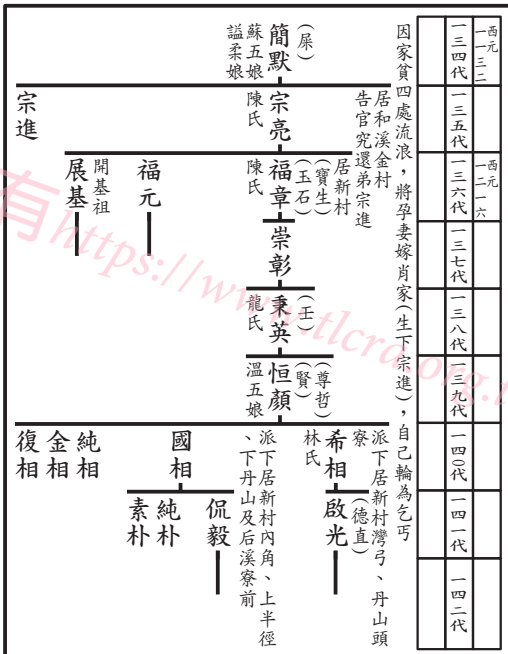 西元一一三二
西元一二一六
一三四代
一三五代
一三六代
一三七代
一三八代
一三九代
一四〇代
一四一代
一四二代
因家貧四處流浪，將孕妻嫁肖家(生下宗進)，自己輪為乞丐
(杘)
簡默
蘇五娘
謚柔娘
居和溪金村
告官究還弟宗進
宗亮
陳氏
宗進
居新村
(寶生)
(玉石)
福章
陳氏
福元
開基祖
展基
崇彰
(王)
秉英
龍氏
(尊哲)
(賢)
恒顏
溫五娘
派下居新村灣弓、丹山頭
寮
希相
林氏
派下居新村內角、上半徑
、下丹山及后溪寮前
國相
純相
金相
復相
(德直)
啟光
侃毅
純朴
素朴
有 https://www.tlcra.org.t